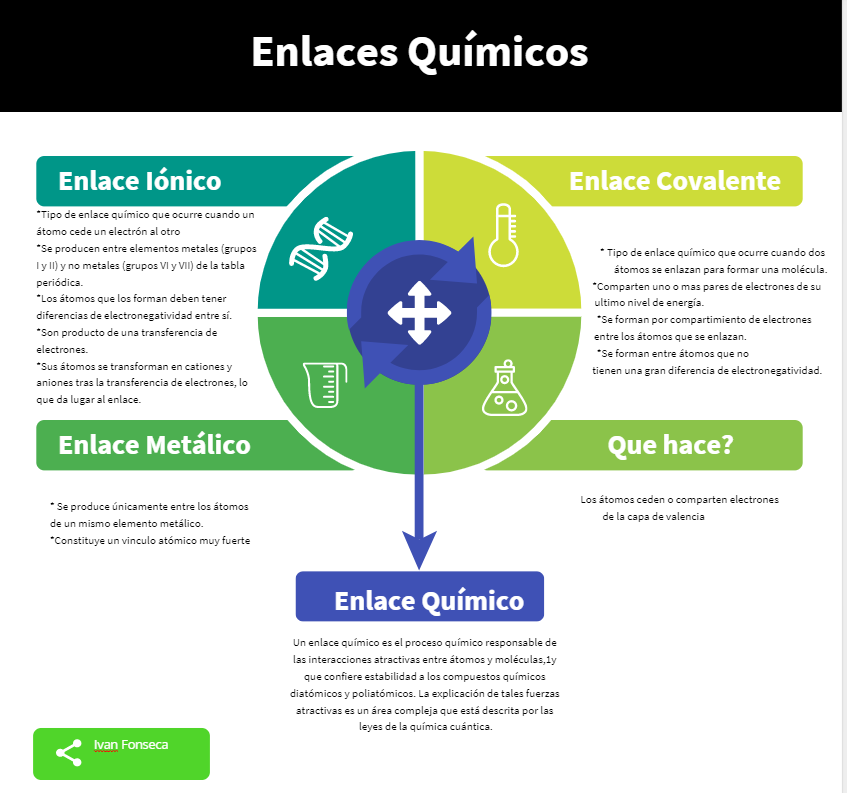 Enlaces Químicos
Enlace Iónico
*Tipo de enlace químico que ocurre cuando un
átomo cede un electrón al otro
*Se producen entre elementos metales (grupos
I y II) y no metales (grupos VI y VII) de la tabla
periódica.
*Los átomos que los forman deben tener
diferencias de electronegatividad entre sí.
*Son producto de una transferencia de
electrones.
*Sus átomos se transforman en cationes y
aniones tras la transferencia de electrones, lo
que da lugar al enlace.
Enlace Covalente
* Tipo de enlace químico que ocurre cuando dos
átomos se enlazan para formar una molécula.
*Comparten uno o mas pares de electrones de su
ultimo nivel de energía.
*Se forman por compartimiento de electrones
entre los átomos que se enlazan.
*Se forman entre átomos que no
tienen una gran diferencia de electronegatividad.
Enlace Metálico
* Se produce únicamente entre los átomos
de un mismo elemento metálico.
*Constituye un vinculo atómico muy fuerte
Que hace?
Los átomos ceden o comparten electrones
de la capa de valencia
Enlace Químico
Un enlace químico es el proceso químico responsable de
las interacciones atractivas entre átomos y moléculas,1y
que confiere estabilidad a los compuestos químicos
diatómicos y poliatómicos. La explicación de tales fuerzas
atractivas es un área compleja que está descrita por las
leyes de la química cuántica.
Ivan Fonseca